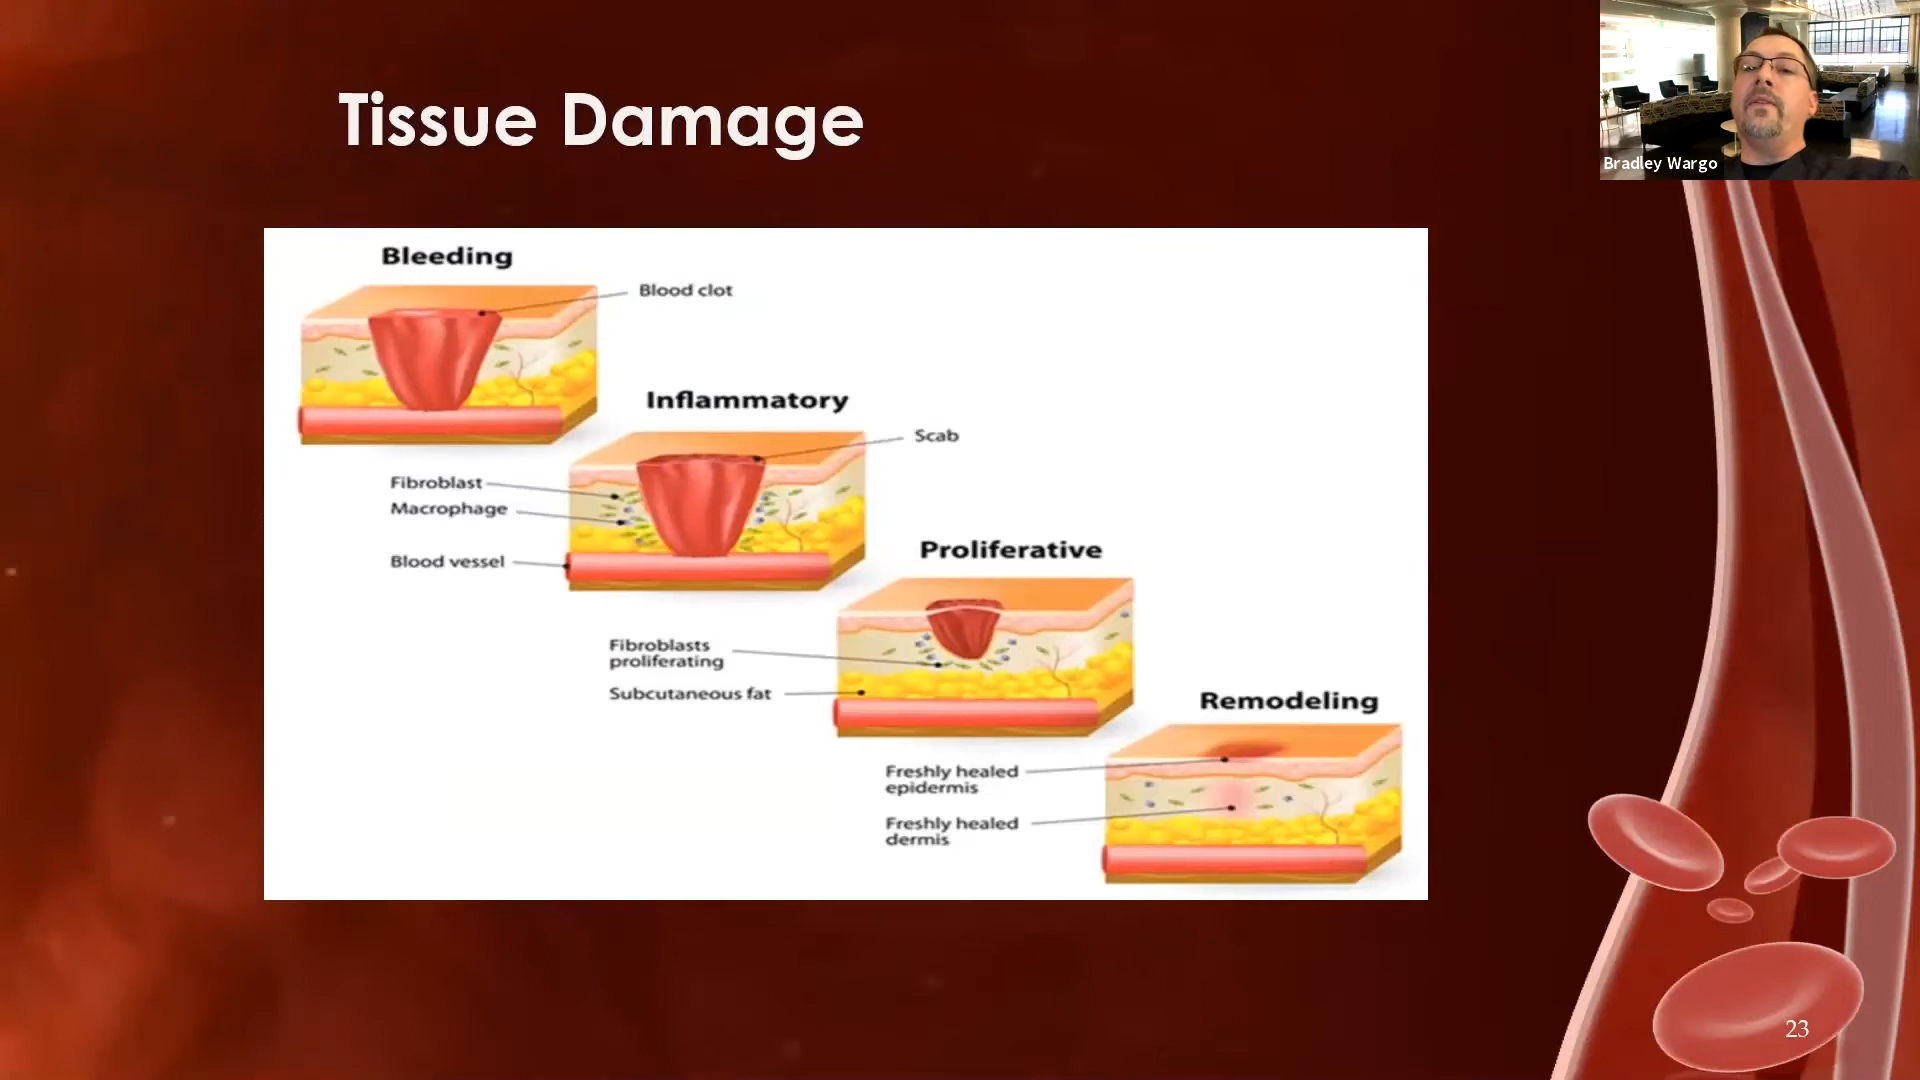 Tissue Damage
Bradley Wargo
Bleeding
Blood clot
Inflammatory
Scab
Fibroblast
Macrophage
Blood vessel
Proliferative
Fibroblasts
proliferating
Subcutaneous fat
Remodeling
Freshly healed
epidermis
Freshly healed
dermis
23